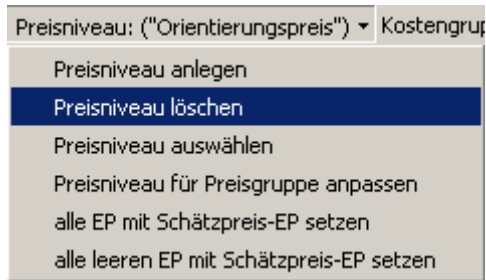 Preisniveau: ("Orientierungspreis") Kostengrup
Preisniveau anlegen
Preisniveau löschen
Preisniveau auswählen
Preisniveau für Preisgruppe anpassen
alle EP mit Schätzpreis-EP setzen
alle leeren EP mit Schätzpreis-EP setzen